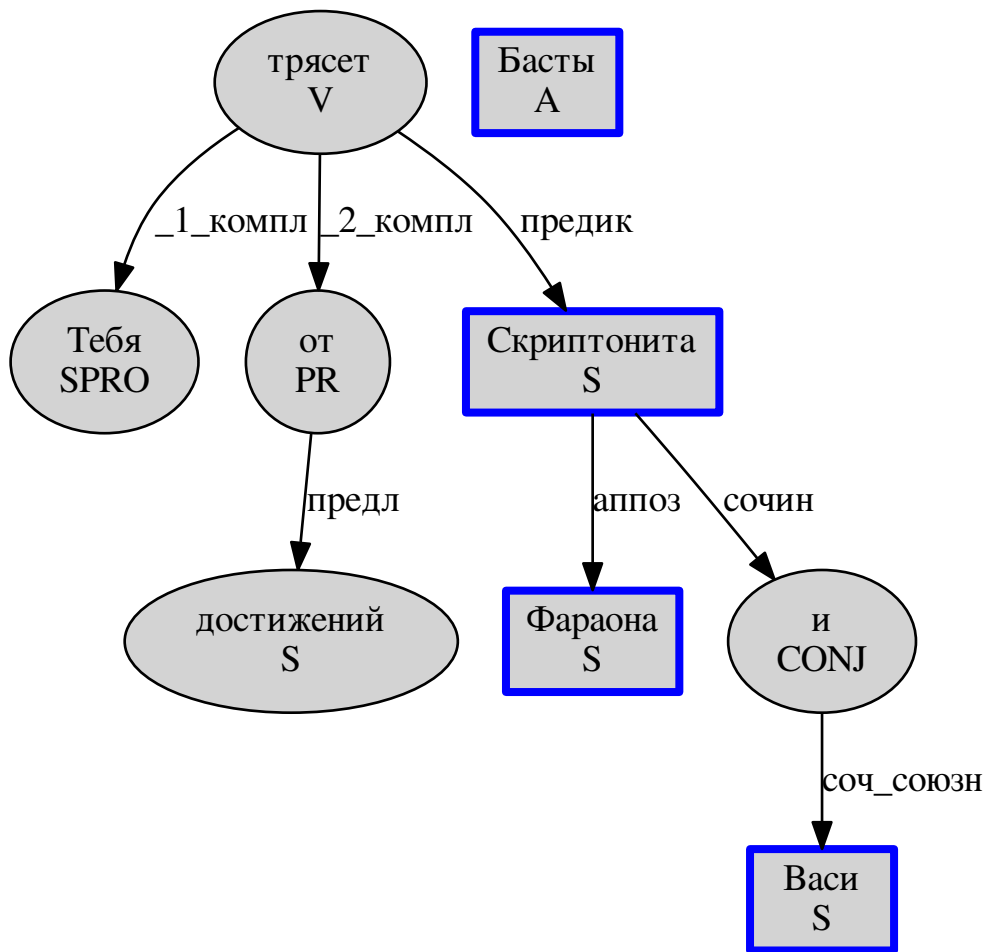 трясет
V
Басты
A
_1_компл
_2_компл
предик
Тебя
SPRO
от
PR
Скриптонита
S
предл
аппоз
сочин
достижений
S
Фараона
S
и
CONJ
соч_союзн
Васи
S